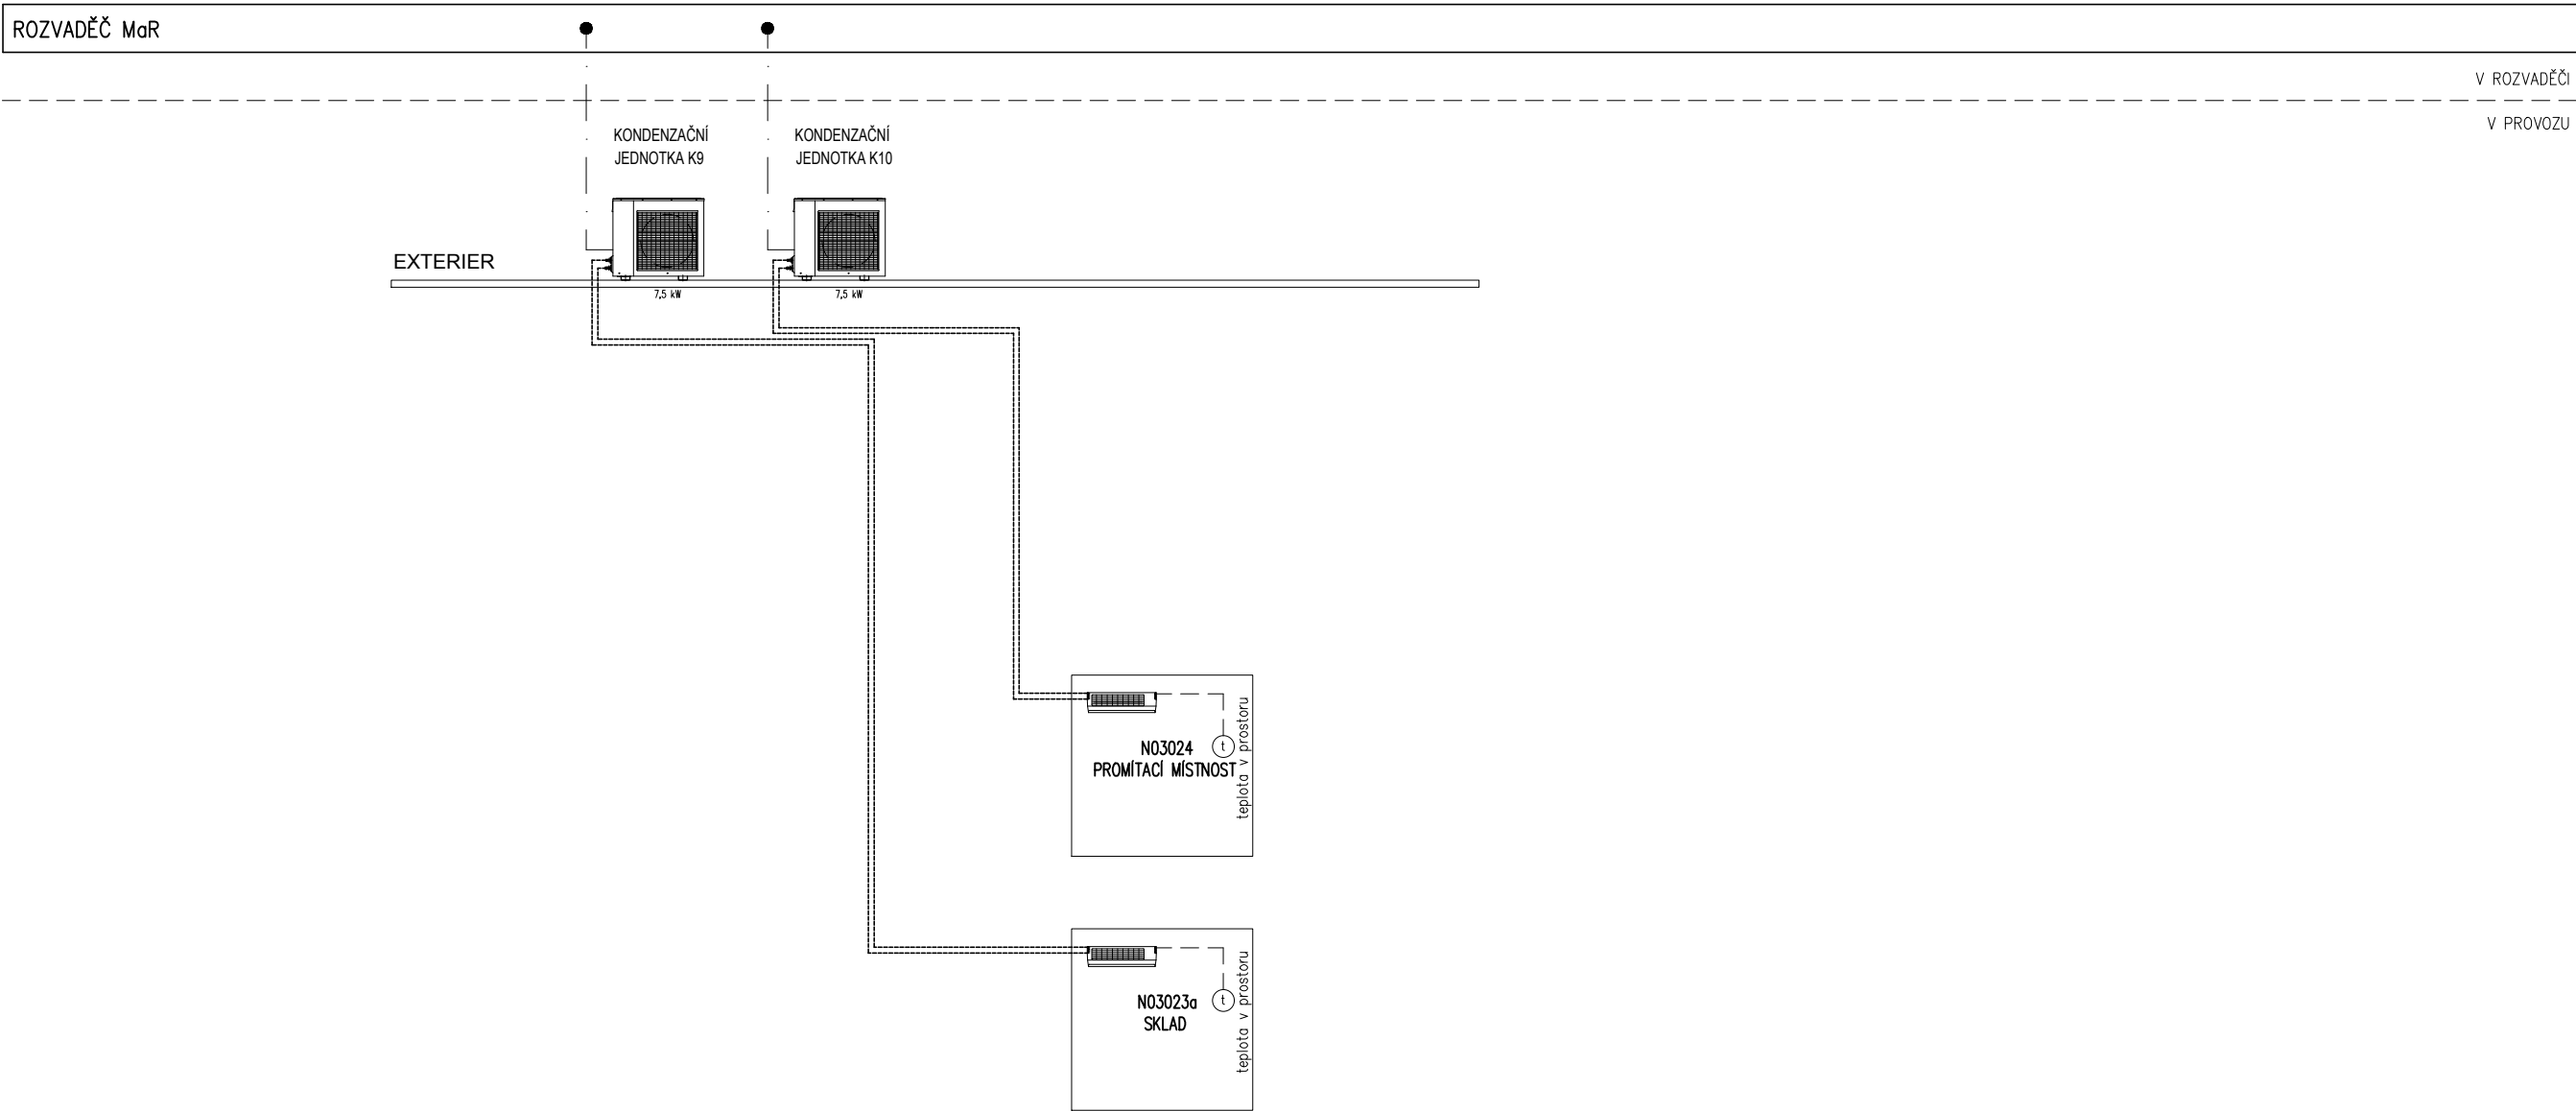 ROZVADĚČ MaR
V ROZVADĚČI
V PROVOZU
KONDENZAČNÍ
JEDNOTKA K9
KONDENZAČNÍ
JEDNOTKA K10
EXTERIER
7,5 kW
7,5 kW
N03024
PROMÍTACÍ MÍSTNOST
t
teplota v prostoru
N03023a
SKLAD
t
teplota v prostoru